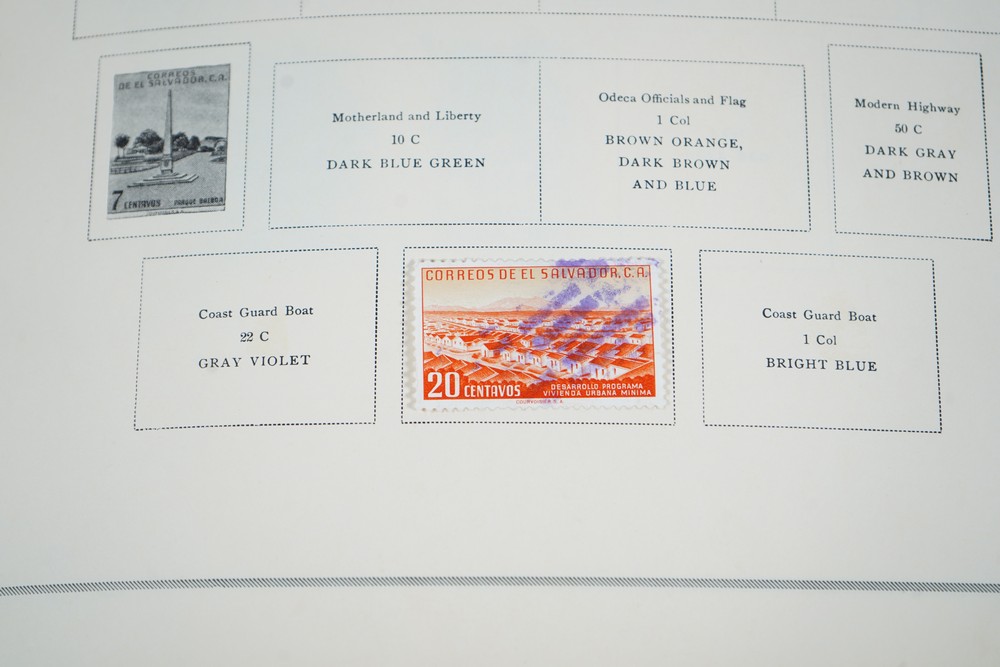 CORREOS
DE EL SALVADOR, C.A.
7 CENTAVOS
PARQUE BALBOA
Motherland and Liberty
10 C
DARK BLUE GREEN
Odeca Officials and Flag
1 Col
BROWN ORANGE,
DARK BROWN
AND BLUE
Modern Highway
50 C
DARK GRAY
AND BROWN
Coast Guard Boat
22 C
GRAY VIOLET
CORREOS DE EL SALVADOR, C.A.
20 CENTAVOS
DESARROLLO PROGRAMA
VIVIENDA URBANA MINIMA
Coast Guard Boat
1 Col
BRIGHT BLUE